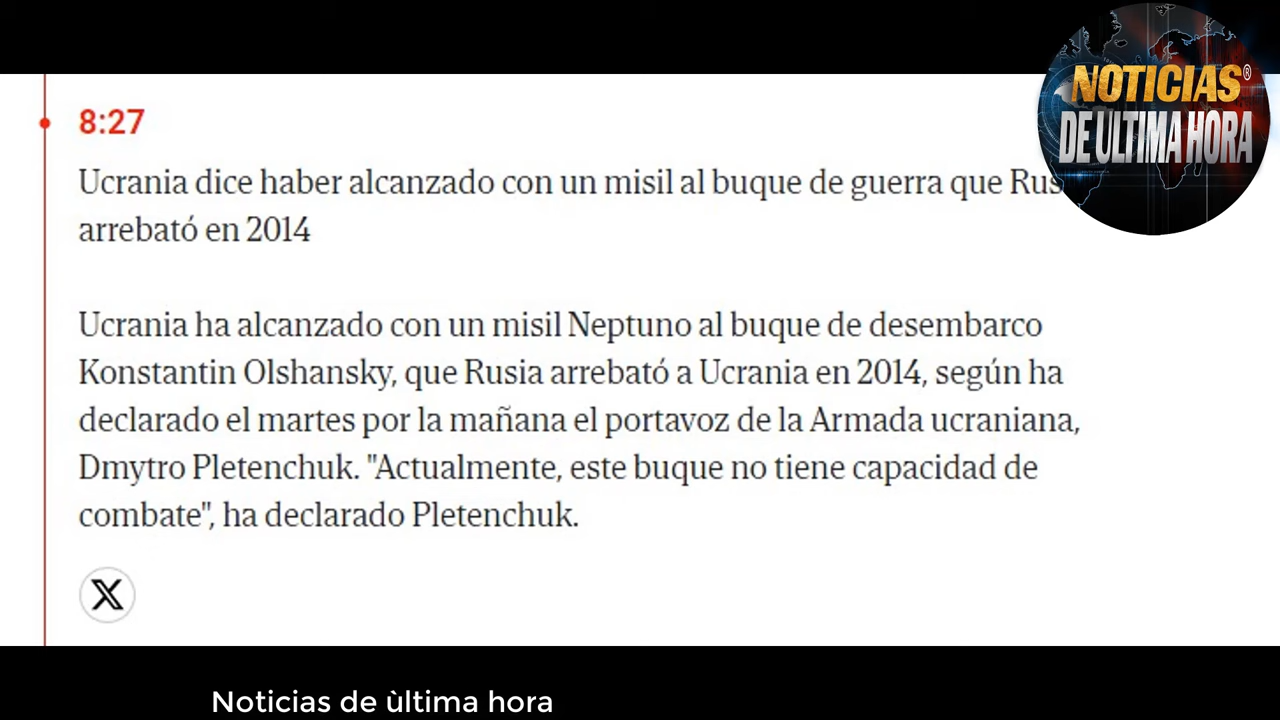 NOTICIAS®
DE ULTIMA HORA
8:27
Ucrania dice haber alcanzado con un misil al buque de guerra que
arrebató en 2014
Ucrania ha alcanzado con un misil Neptuno al buque de desembarco
Konstantin Olshansky, que Rusia arrebató a Ucrania en 2014, según ha
declarado el martes por la mañana el portavoz de la Armada ucraniana,
Dmytro Pletenchuk. "Actualmente, este buque no tiene capacidad de
combate", ha declarado Pletenchuk.
X
Noticias de ùltima hora